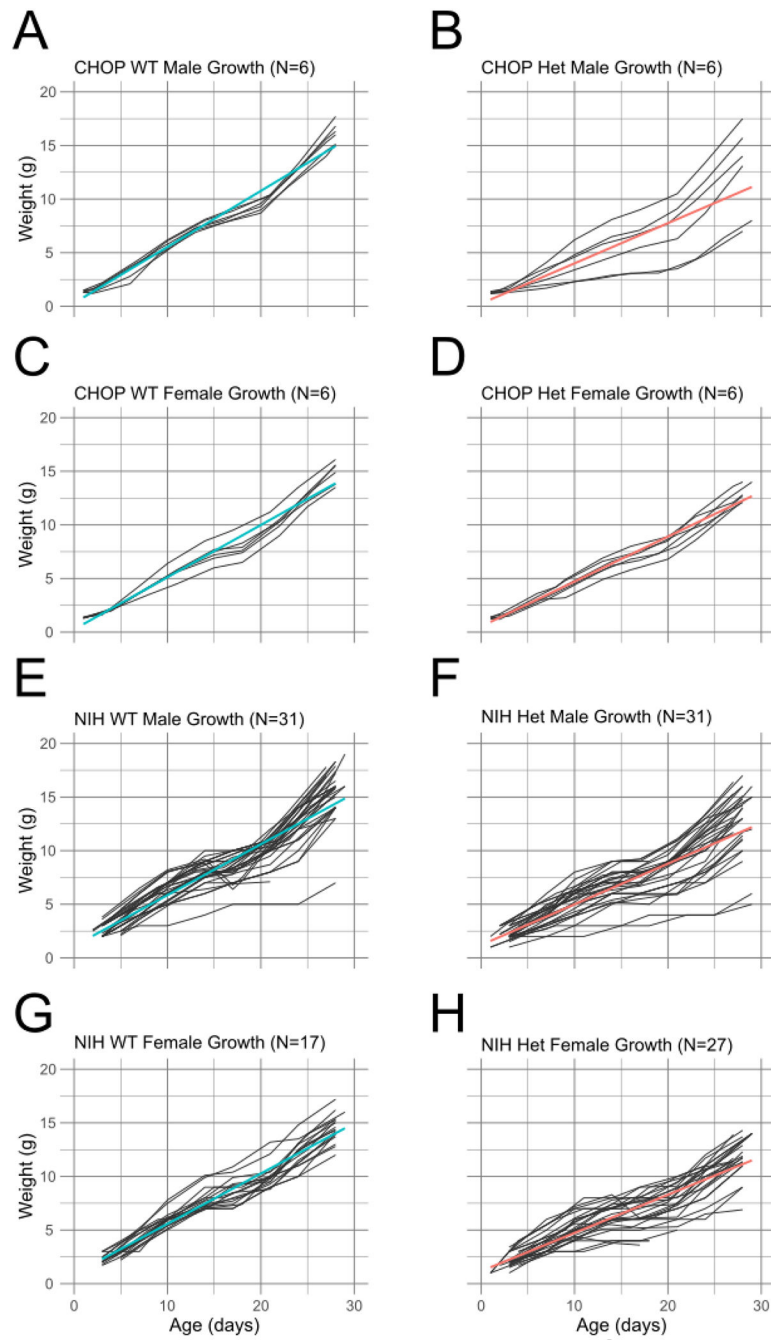 A
B
CHOP WT Male Growth (N=6)
CHOP Het Male Growth (N=6)
20
15
10
5
0
Weight (g)
C
D
CHOP WT Female Growth (N=6)
CHOP Het Female Growth (N=6)
20
15
10
5
0
Weight (g)
E
F
NIH WT Male Growth (N=31)
NIH Het Male Growth (N=31)
20
15
10
5
0
Weight (g)
G
H
NIH WT Female Growth (N=17)
NIH Het Female Growth (N=27)
20
15
10
5
0
Weight (g)
0 10 20 30
0 10 20 30
Age (days)
Age (days)